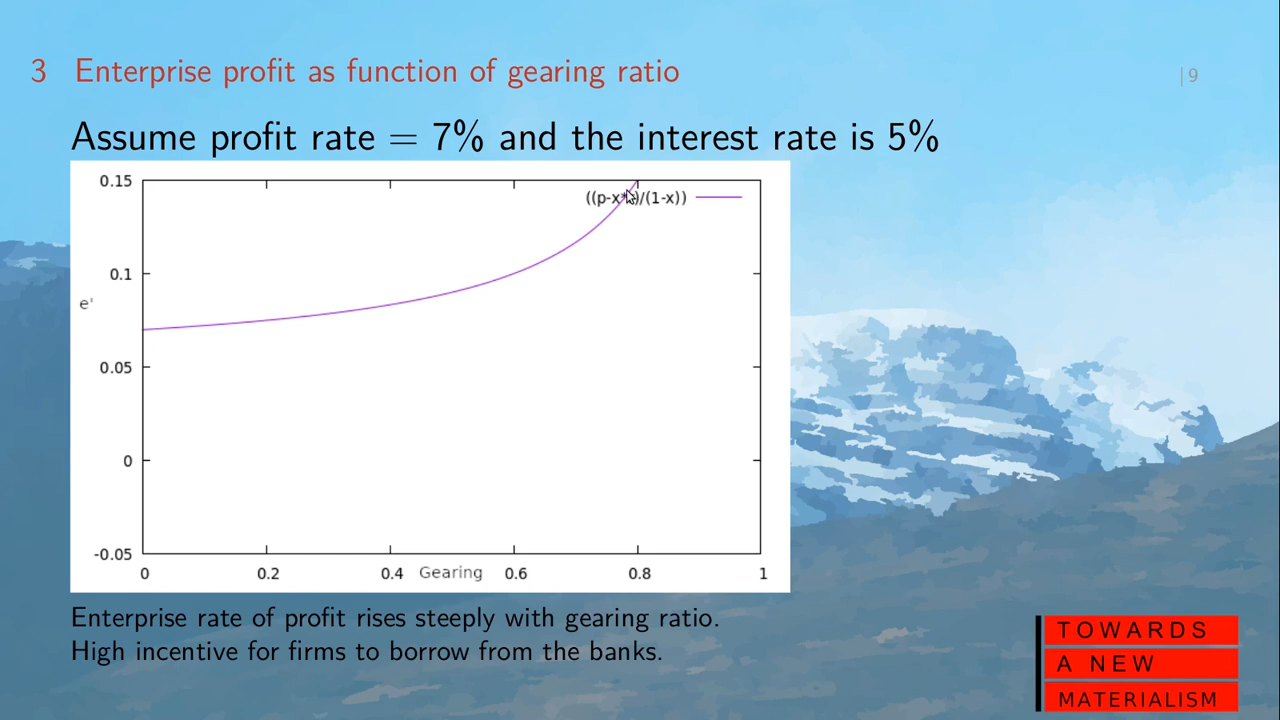 3 Enterprise profit as function of gearing ratio
| 9
Assume profit rate = 7% and the interest rate is 5%
0.15
((p-x*)/(1-x))
0.1
e'
0.05
0
-0.05
0 0.2 0.4 Gearing 0.6 0.8 1
Enterprise rate of profit rises steeply with gearing ratio.
High incentive for firms to borrow from the banks.
TOWARDS
A NEW
MATERIALISM